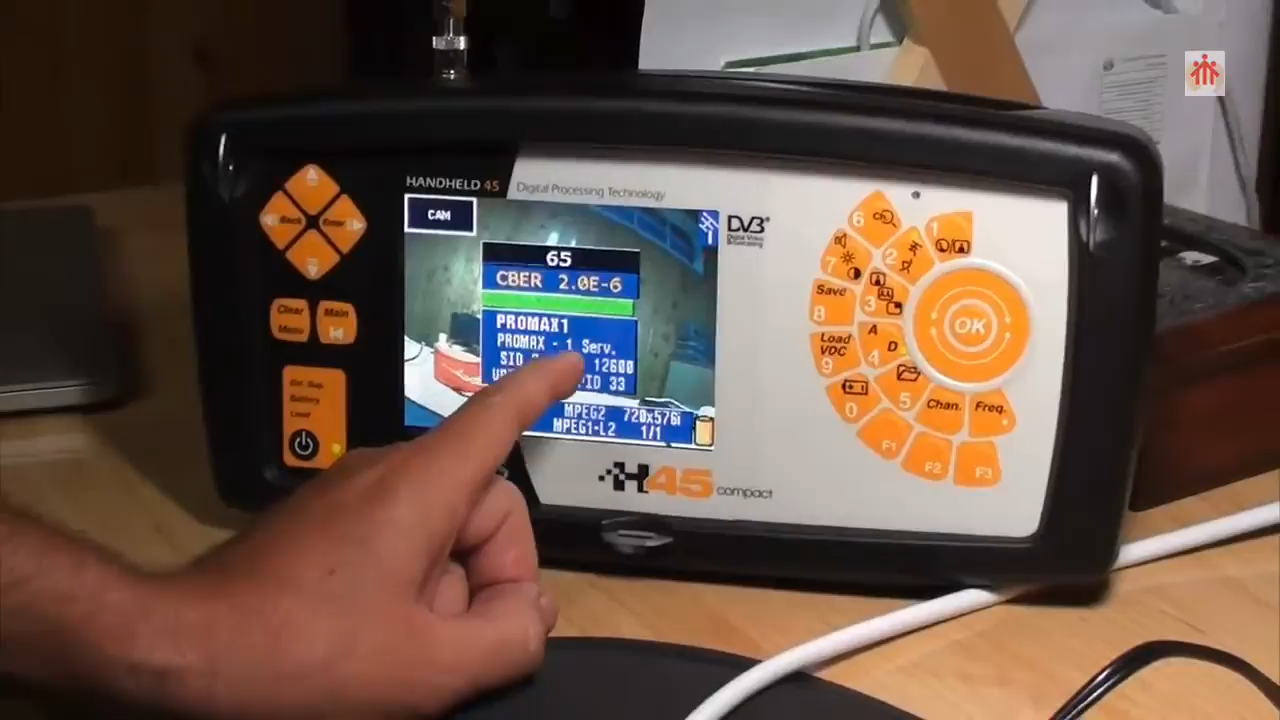 HANDHELD 45
Digital Processing Technology
CAM
65
CBER 2.0E-6
PROMAX1
PROMAX - 1 Serv.
SID
12600
PID 33
MPEG2 720x576i
MPEG1-L2 1/1
DVB
Digital Video
Broadcasting
H45 compact
Back
Enter
Clear
Menu
Main
Ext. Sup.
Battery
Load
6
1
7
2
Save
8
3
Load
VDC
9
A
D
4
5
0
Chan.
Freq.
F1
F2
F3
OK